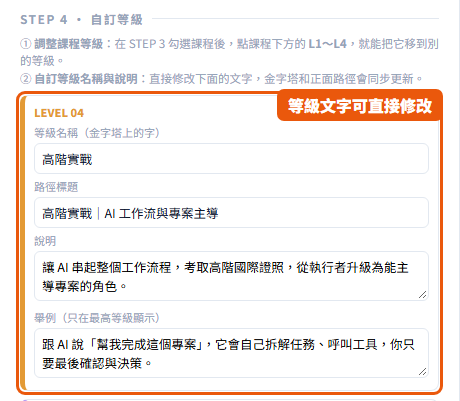 STEP 4 · 自訂等級
① 調整課程等級：在 STEP 3 勾選課程後，點課程下方的 L1～L4，就能把它移到別
的等級。
② 自訂等級名稱與說明：直接修改下面的文字，金字塔和正面路徑會同步更新。
等級文字可直接修改
LEVEL 04
等級名稱（金字塔上的字）
高階實戰
路徑標題
高階實戰｜AI 工作流與專案主導
說明
讓 AI 串起整個工作流程，考取高階國際證照，從執行者升級為能主
導專案的角色。
舉例（只在最高等級顯示）
跟 AI 說「幫我完成這個專案」，它會自己拆解任務、呼叫工具，你只
要最後確認與決策。